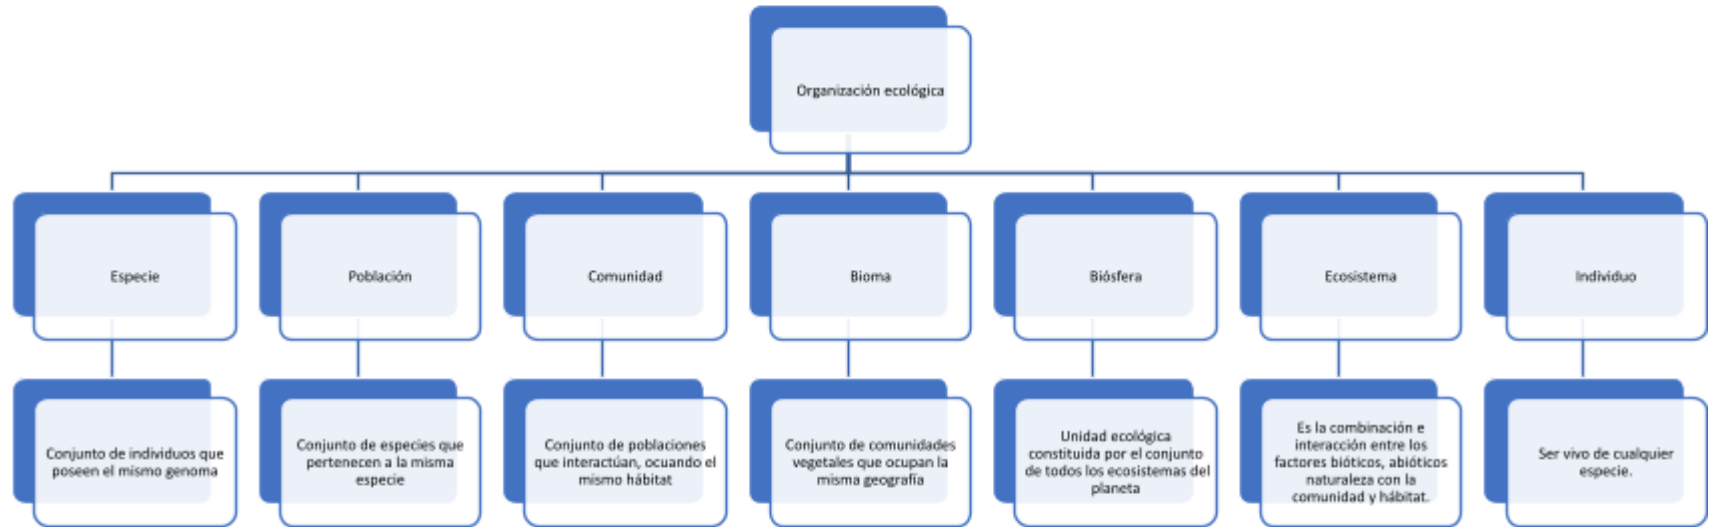 Organización ecológica
Especie
Población
Comunidad
Bioma
Biósfera
Ecosistema
Individuo
Conjunto de individuos que
poseen el mismo genoma
Conjunto de especies que
pertenecen a la misma
especie
Conjunto de poblaciones
que interactúan, ocuando el
mismo hábitat
Conjunto de comunidades
vegetales que ocupan la
misma geografía
Unidad ecológica
constituida por el conjunto
de todos los ecosistemas del
planeta
Es la combinación e
interacción entre los
factores bióticos, abióticos
naturaleza con la
comunidad y hábitat.
Ser vivo de cualquier
especie.